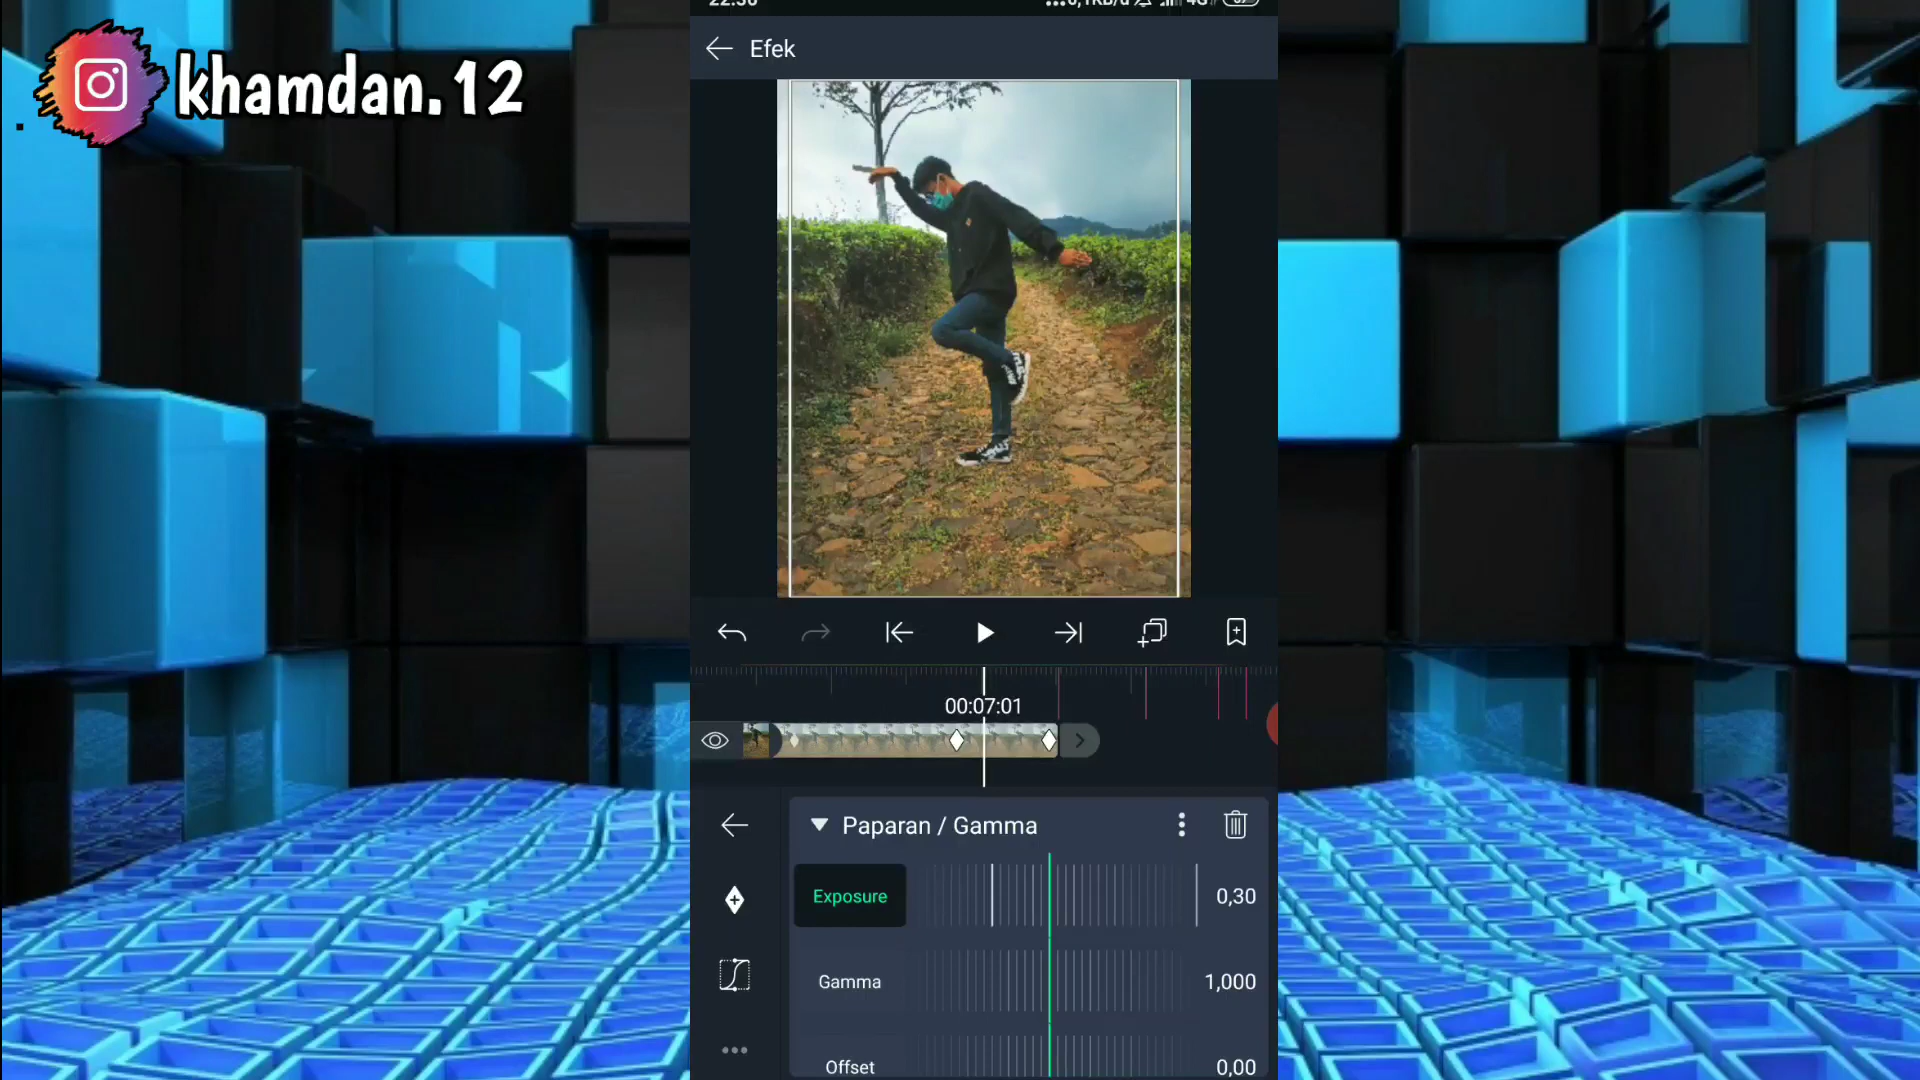 khamdan.12
Efek
00:07:01
Paparan / Gamma
Exposure
0,30
Gamma
1,000
Offset
0,00